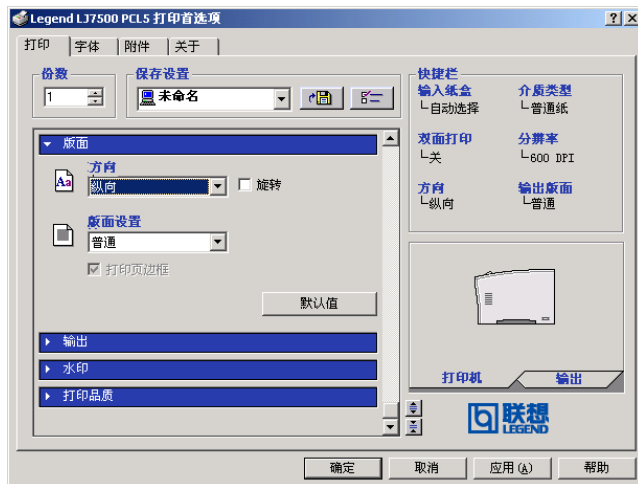 Legend LJ7500 PCL5 打印首选项
打印 字体 附件 关于
份数 保存设置
1 未命名
版面
方向
纵向 旋转
版面设置
普通
打印页边框
默认值
输出
水印
打印品质
快捷栏
输入纸盒 介质类型
自动选择 普通纸
双面打印 分辨率
关 600 DPI
方向 输出版面
纵向 普通
打印机 输出
联想
LEGEND
确定 取消 应用(A) 帮助